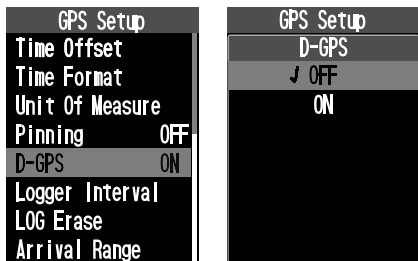 GPS Setup
Time Offset
Time Format
Unit Of Measure
Pinning OFF
D-GPS ON
Logger Interval
LOG Erase
Arrival Range
GPS Setup
D-GPS
✓ OFF
ON